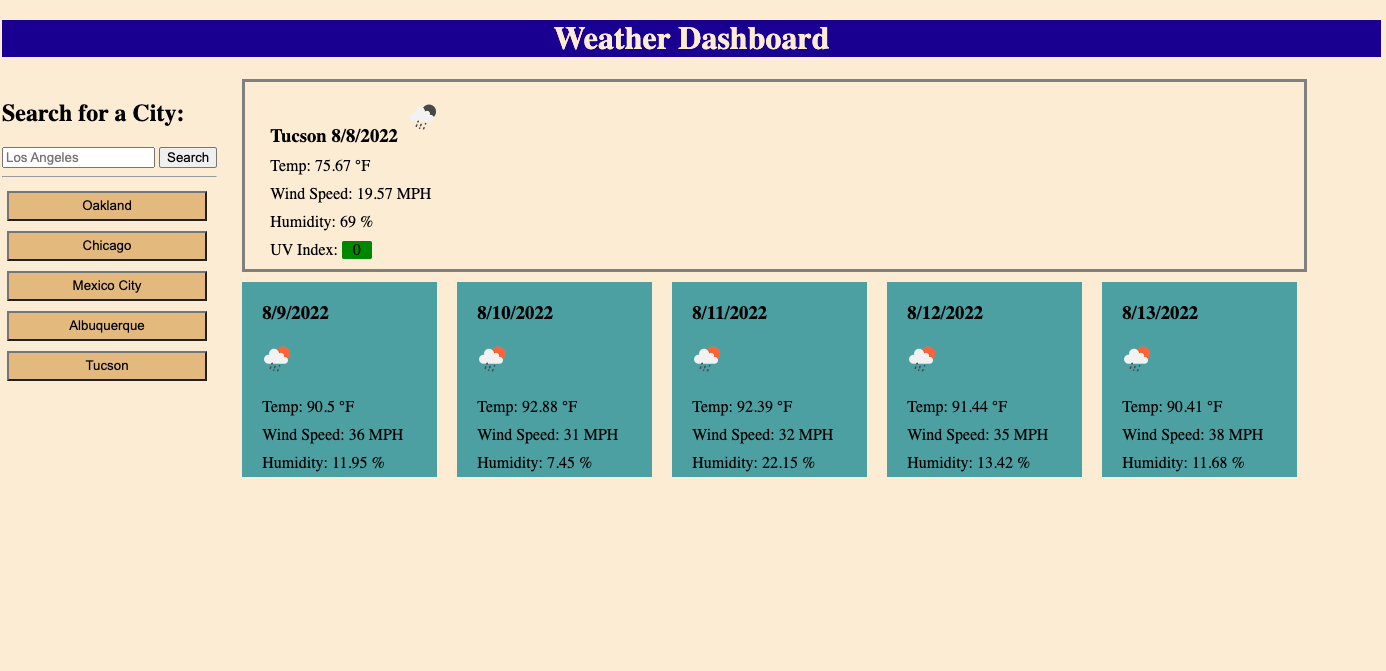 Weather Dashboard
Search for a City:
Los Angeles Search
Oakland
Chicago
Mexico City
Albuquerque
Tucson
Tucson 8/8/2022
Temp: 75.67 °F
Wind Speed: 19.57 MPH
Humidity: 69 %
UV Index: 0
8/9/2022
Temp: 90.5 °F
Wind Speed: 36 MPH
Humidity: 11.95 %
8/10/2022
Temp: 92.88 °F
Wind Speed: 31 MPH
Humidity: 7.45 %
8/11/2022
Temp: 92.39 °F
Wind Speed: 32 MPH
Humidity: 22.15 %
8/12/2022
Temp: 91.44 °F
Wind Speed: 35 MPH
Humidity: 13.42 %
8/13/2022
Temp: 90.41 °F
Wind Speed: 38 MPH
Humidity: 11.68 %